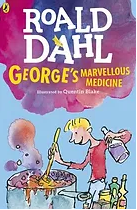 ROALD
DAHL
GEORGE'S
MARVELLOUS
MEDICINE
Illustrated by Quentin Blake